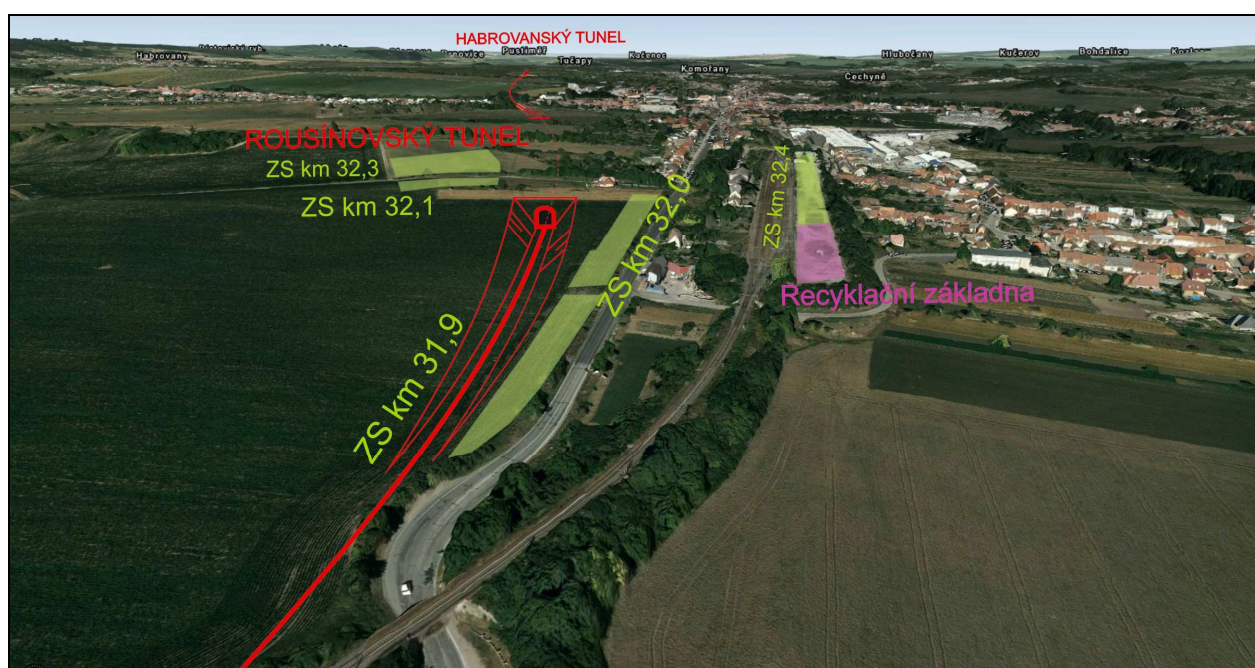 HABROVANSKÝ TUNEL
Habrovany
Pustiměř
Tučapy
Kačenec
Komořany
Čechyně
Hlubočany
Kučerov
Bohdalice
ROUSÍNOVSKÝ TUNEL
ZS km 32,3
ZS km 32,1
ZS km 32,0
ZS km 32,4
ZS km 31,9
Recyklační základna